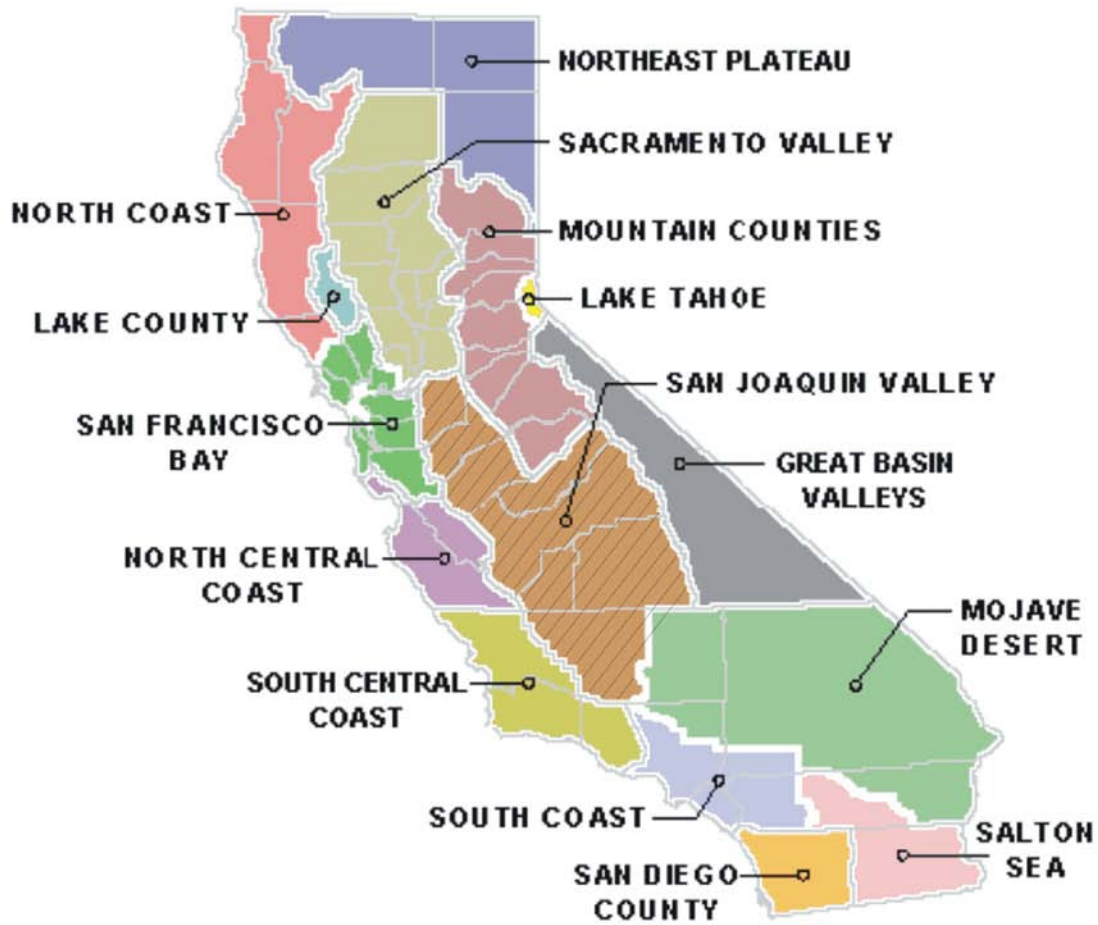 NORTHEAST PLATEAU
SACRAMENTO VALLEY
NORTH COAST
MOUNTAIN COUNTIES
LAKE TAHOE
LAKE COUNTY
SAN JOAQUIN VALLEY
SAN FRANCISCO
BAY
GREAT BASIN
VALLEYS
NORTH CENTRAL
COAST
MOJAVE
DESERT
SOUTH CENTRAL
COAST
SOUTH COAST
SALTON
SEA
SAN DIEGO
COUNTY